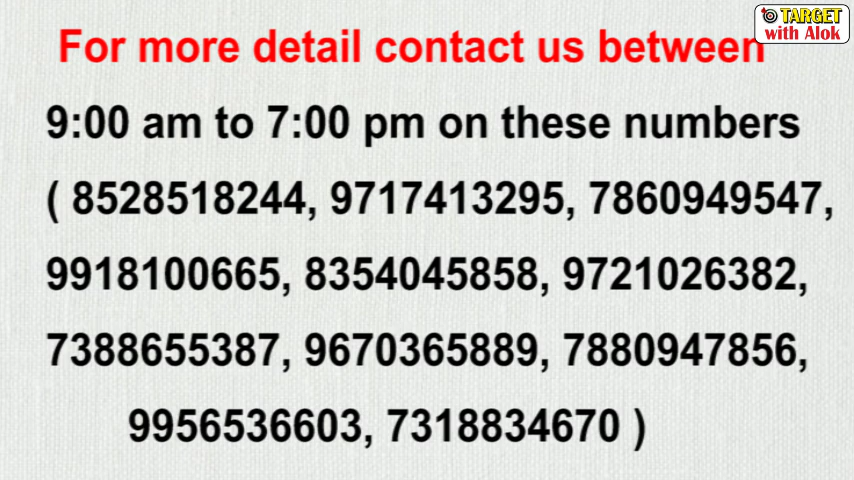 TARGET
with Alok
For more detail contact us between
9:00 am to 7:00 pm on these numbers
( 8528518244, 9717413295, 7860949547,
9918100665, 8354045858, 9721026382,
7388655387, 9670365889, 7880947856,
9956536603, 7318834670 )